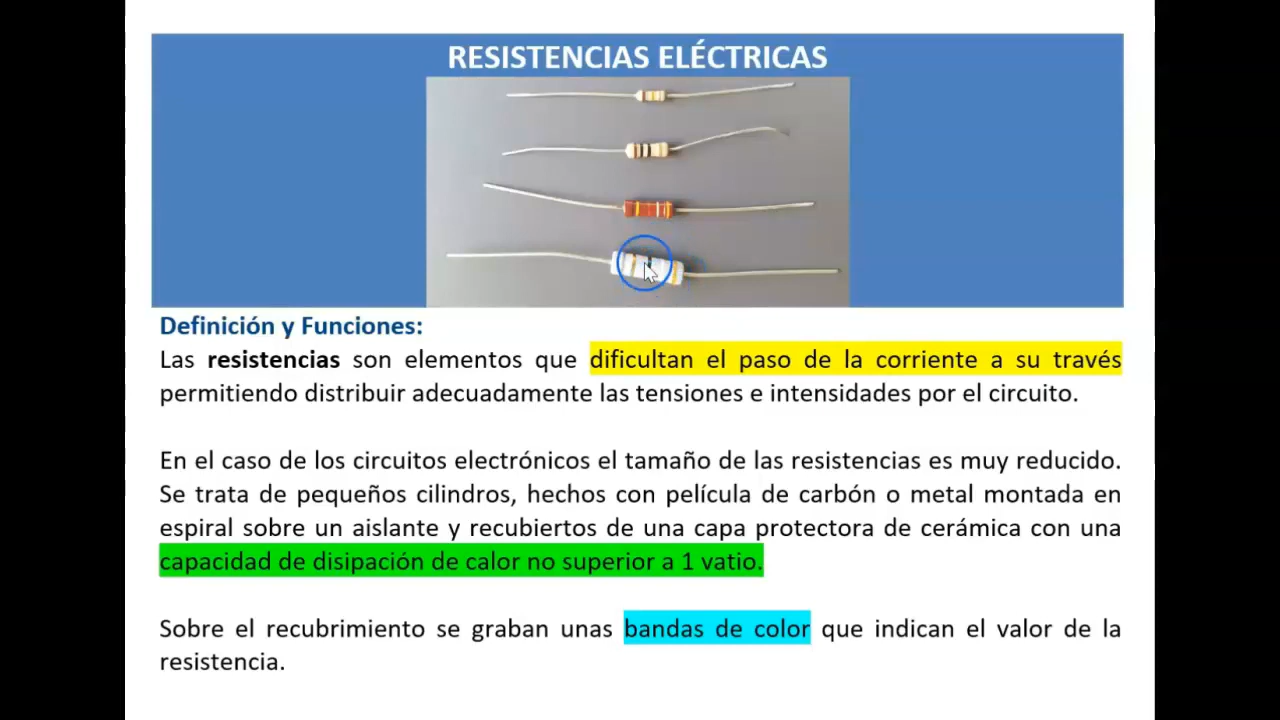 RESISTENCIAS ELÉCTRICAS
Definición y Funciones:
Las resistencias son elementos que dificultan el paso de la corriente a su través
permitiendo distribuir adecuadamente las tensiones e intensidades por el circuito.
En el caso de los circuitos electrónicos el tamaño de las resistencias es muy reducido.
Se trata de pequeños cilindros, hechos con película de carbón o metal montada en
espiral sobre un aislante y recubiertos de una capa protectora de cerámica con una
capacidad de disipación de calor no superior a 1 vatio.
Sobre el recubrimiento se graban unas bandas de color que indican el valor de la
resistencia.